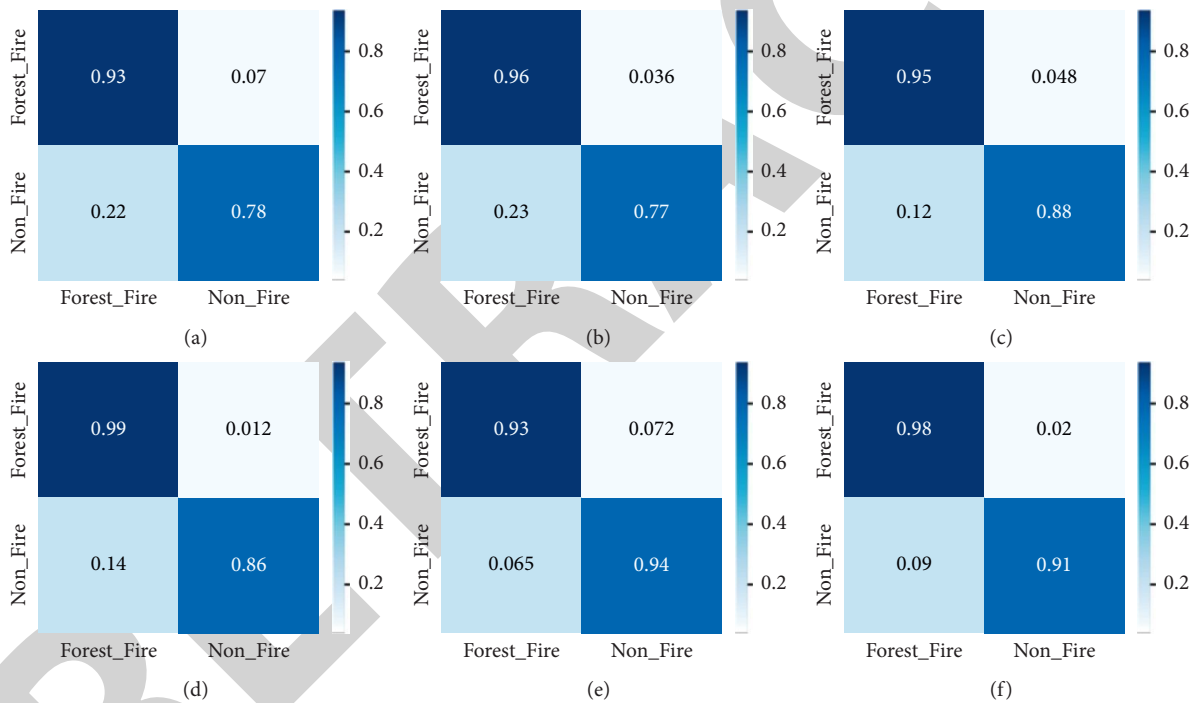 Forest_Fire
Non_Fire
0.93 0.07
0.22 0.78
Forest_Fire Non_Fire
0.8
0.6
0.4
0.2
(a)
Forest_Fire
Non_Fire
0.96 0.036
0.23 0.77
Forest_Fire Non_Fire
0.8
0.6
0.4
0.2
(b)
Forest_Fire
Non_Fire
0.95 0.048
0.12 0.88
Forest_Fire Non_Fire
0.8
0.6
0.4
0.2
(c)
Forest_Fire
Non_Fire
0.99 0.012
0.14 0.86
Forest_Fire Non_Fire
0.8
0.6
0.4
0.2
(d)
Forest_Fire
Non_Fire
0.93 0.072
0.065 0.94
Forest_Fire Non_Fire
0.8
0.6
0.4
0.2
(e)
Forest_Fire
Non_Fire
0.98 0.02
0.09 0.91
Forest_Fire Non_Fire
0.8
0.6
0.4
0.2
(f)